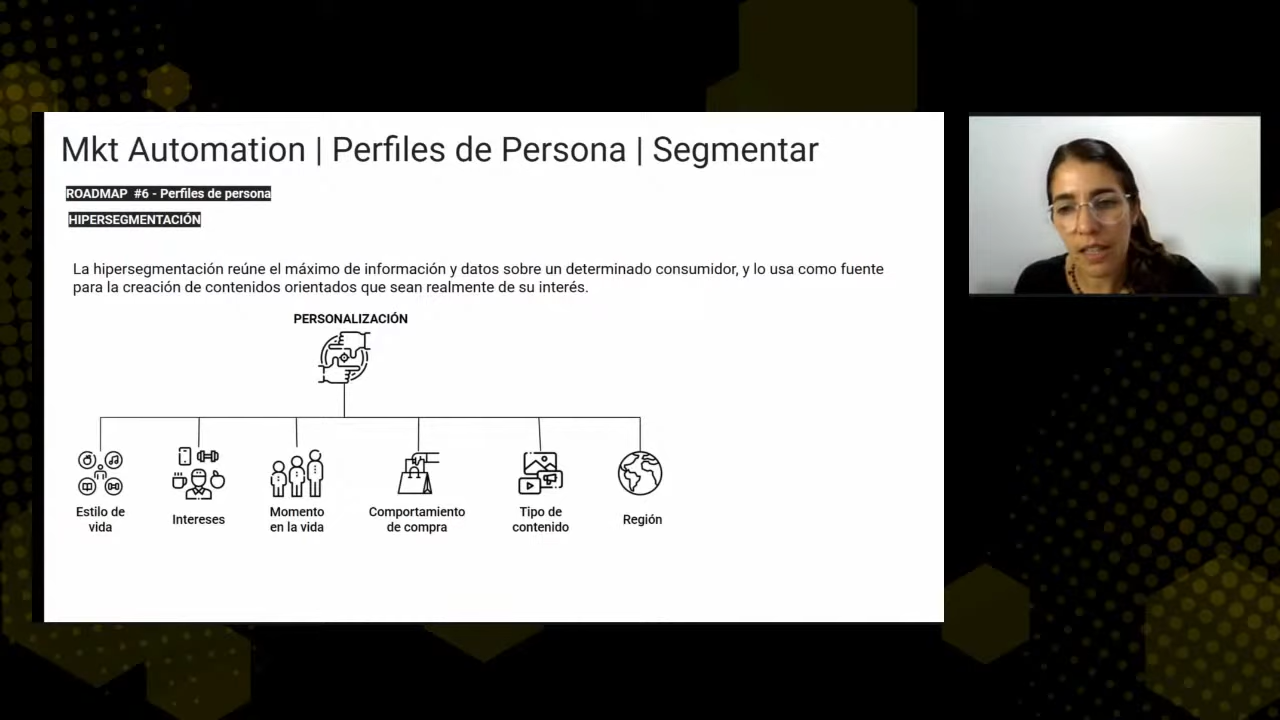 Mkt Automation | Perfiles de Persona | Segmentar
ROADMAP #6 - Perfiles de persona
HIPERSEGMENTACIÓN
La hipersegmentación reúne el máximo de información y datos sobre un determinado consumidor, y lo usa como fuente
para la creación de contenidos orientados que sean realmente de su interés.
PERSONALIZACIÓN
Estilo de
vida
Intereses
Momento
en la vida
Comportamiento
de compra
Tipo de
contenido
Región